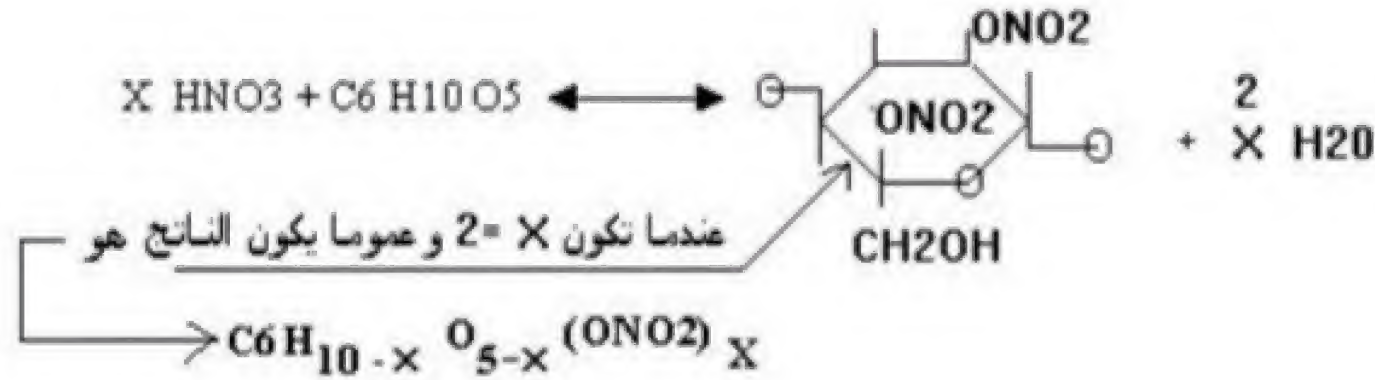 ONO2
X HNO3 + C6 H10 O5 ONO2 + 2 X H20
CH2OH
عندما تكون X =2 و عموما يكون الناتج هو
C6 H10 - X O5-X (ONO2) X